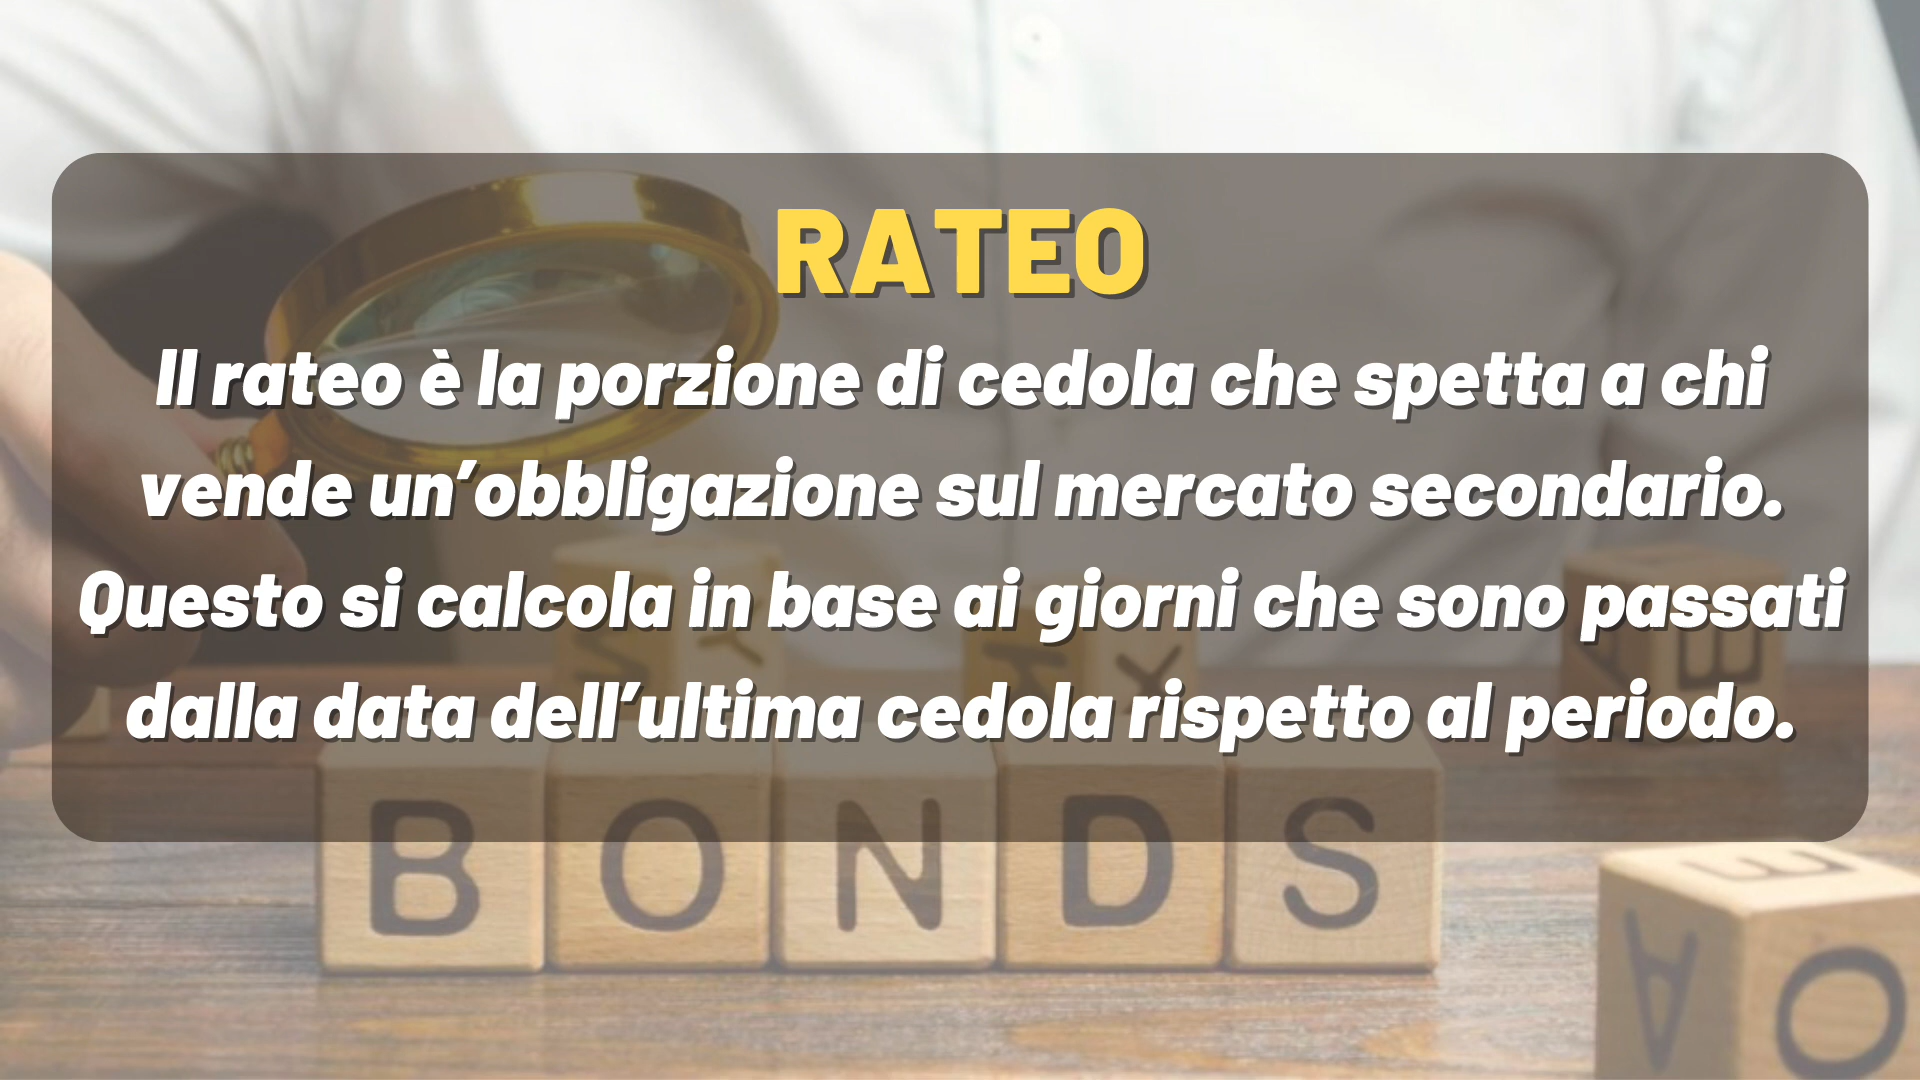 RATEO
Il rateo è la porzione di cedola che spetta a chi
vende un’obbligazione sul mercato secondario.
Questo si calcola in base ai giorni che sono passati
dalla data dell’ultima cedola rispetto al periodo.
BONDS